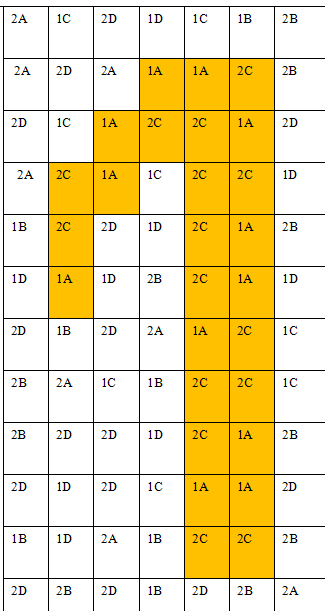 2A 1C 2D 1D 1C 1B 2B
2A 2D 2A 1A 1A 2C 2B
2D 1C 1A 2C 2C 1A 2D
2A 2C 1A 1C 2C 2C 1D
1B 2C 2D 1D 2C 1A 2B
1D 1A 1D 2B 2C 1A 1D
2D 1B 2D 2A 1A 2C 1C
2B 2A 1C 1B 2C 2C 1C
2B 2D 2D 1D 2C 1A 2B
2D 1D 2D 1C 1A 1A 2D
1B 1D 2A 1B 2C 2C 2B
2D 2B 2D 1B 2D 2B 2A